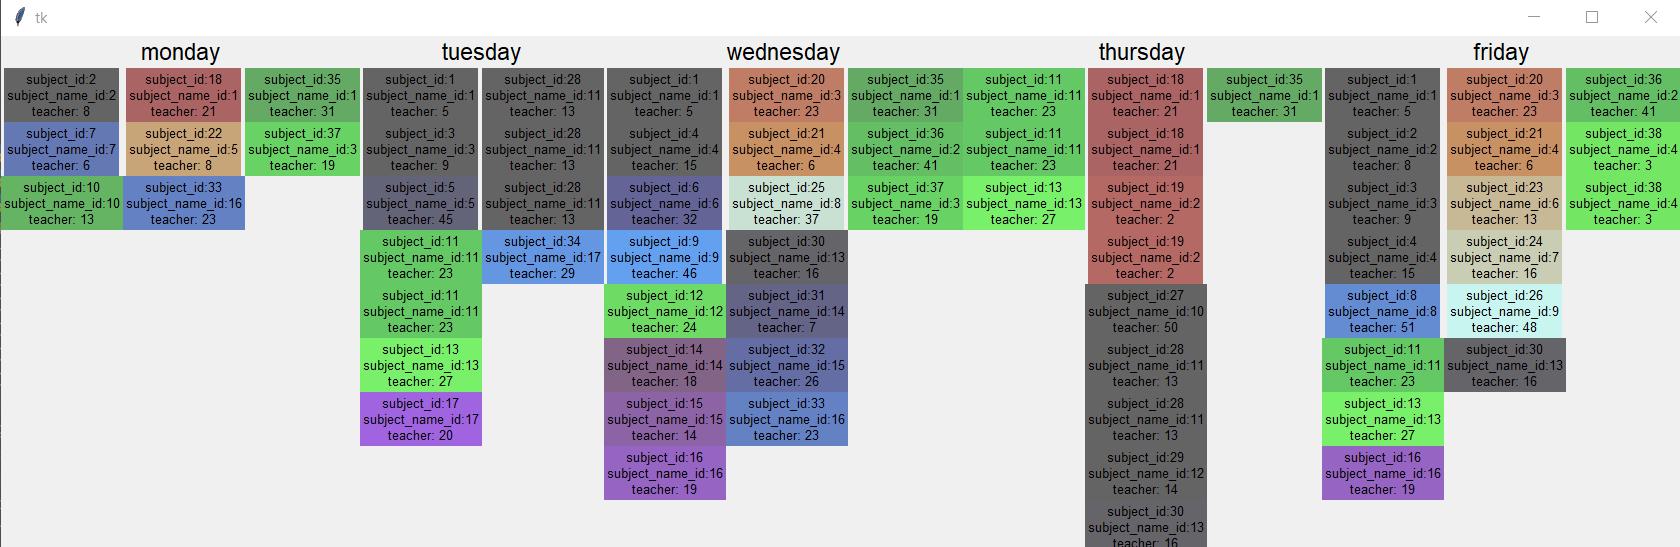 tk
monday
subject_id:2
subject_name_id:2
teacher: 8
subject_id:7
subject_name_id:7
teacher: 6
subject_id:10
subject_name_id:10
teacher: 13
subject_id:18
subject_name_id:1
teacher: 21
subject_id:22
subject_name_id:5
teacher: 8
subject_id:33
subject_name_id:16
teacher: 23
subject_id:35
subject_name_id:1
teacher: 31
subject_id:37
subject_name_id:3
teacher: 19
tuesday
subject_id:1
subject_name_id:1
teacher: 5
subject_id:3
subject_name_id:3
teacher: 9
subject_id:5
subject_name_id:5
teacher: 45
subject_id:11
subject_name_id:11
teacher: 23
subject_id:11
subject_name_id:11
teacher: 23
subject_id:13
subject_name_id:13
teacher: 27
subject_id:17
subject_name_id:17
teacher: 20
subject_id:28
subject_name_id:11
teacher: 13
subject_id:28
subject_name_id:11
teacher: 13
subject_id:28
subject_name_id:11
teacher: 13
subject_id:34
subject_name_id:17
teacher: 29
wednesday
subject_id:1
subject_name_id:1
teacher: 5
subject_id:4
subject_name_id:4
teacher: 15
subject_id:6
subject_name_id:6
teacher: 32
subject_id:9
subject_name_id:9
teacher: 46
subject_id:12
subject_name_id:12
teacher: 24
subject_id:14
subject_name_id:14
teacher: 18
subject_id:15
subject_name_id:15
teacher: 14
subject_id:16
subject_name_id:16
teacher: 19
subject_id:20
subject_name_id:3
teacher: 23
subject_id:21
subject_name_id:4
teacher: 6
subject_id:25
subject_name_id:8
teacher: 37
subject_id:30
subject_name_id:13
teacher: 16
subject_id:31
subject_name_id:14
teacher: 7
subject_id:32
subject_name_id:15
teacher: 26
subject_id:33
subject_name_id:16
teacher: 23
subject_id:35
subject_name_id:1
teacher: 31
subject_id:36
subject_name_id:2
teacher: 41
subject_id:37
subject_name_id:3
teacher: 19
thursday
subject_id:11
subject_name_id:11
teacher: 23
subject_id:11
subject_name_id:11
teacher: 23
subject_id:13
subject_name_id:13
teacher: 27
subject_id:18
subject_name_id:1
teacher: 21
subject_id:18
subject_name_id:1
teacher: 21
subject_id:19
subject_name_id:2
teacher: 2
subject_id:19
subject_name_id:2
teacher: 2
subject_id:27
subject_name_id:10
teacher: 50
subject_id:28
subject_name_id:11
teacher: 13
subject_id:28
subject_name_id:11
teacher: 13
subject_id:29
subject_name_id:12
teacher: 14
subject_id:30
subject_name_id:13
teacher: 16
subject_id:35
subject_name_id:1
teacher: 31
friday
subject_id:1
subject_name_id:1
teacher: 5
subject_id:2
subject_name_id:2
teacher: 8
subject_id:3
subject_name_id:3
teacher: 9
subject_id:4
subject_name_id:4
teacher: 15
subject_id:8
subject_name_id:8
teacher: 51
subject_id:11
subject_name_id:11
teacher: 23
subject_id:13
subject_name_id:13
teacher: 27
subject_id:16
subject_name_id:16
teacher: 19
subject_id:20
subject_name_id:3
teacher: 23
subject_id:21
subject_name_id:4
teacher: 6
subject_id:23
subject_name_id:6
teacher: 13
subject_id:24
subject_name_id:7
teacher: 16
subject_id:26
subject_name_id:9
teacher: 48
subject_id:30
subject_name_id:13
teacher: 16
subject_id:36
subject_name_id:2
teacher: 41
subject_id:38
subject_name_id:4
teacher: 3
subject_id:38
subject_name_id:4
teacher: 3